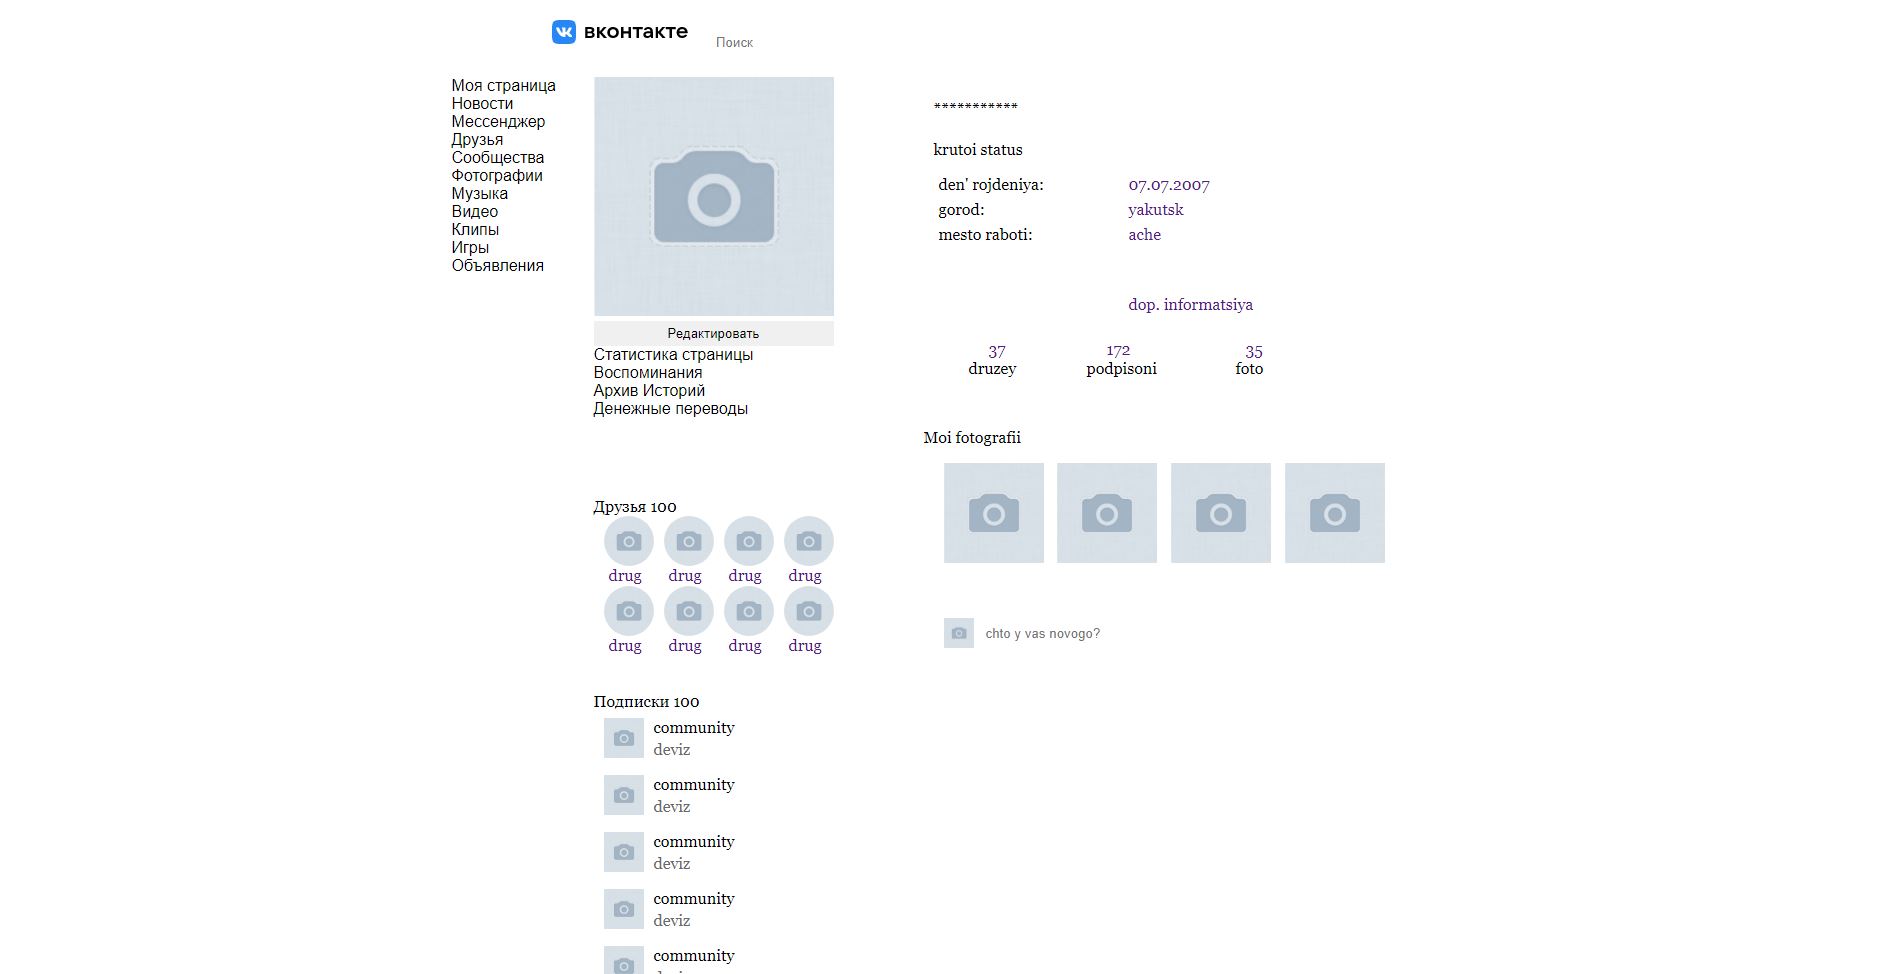 вконтакте
Поиск
Моя страница
Новости
Мессенджер
Друзья
Сообщества
Фотографии
Музыка
Видео
Клипы
Игры
Объявления
Редактировать
Статистика страницы
Воспоминания
Архив Историй
Денежные переводы
Друзья 100
drug drug drug drug
drug drug drug drug
Подписки 100
community
deviz
community
deviz
community
deviz
community
deviz
community
***********
krutoi status
den' rojdeniya: 07.07.2007
gorod: yakutsk
mesto raboti: ache
dop. informatsiya
37 172 35
druzey podpisoni foto
Moi fotografii
chto y vas novogo?